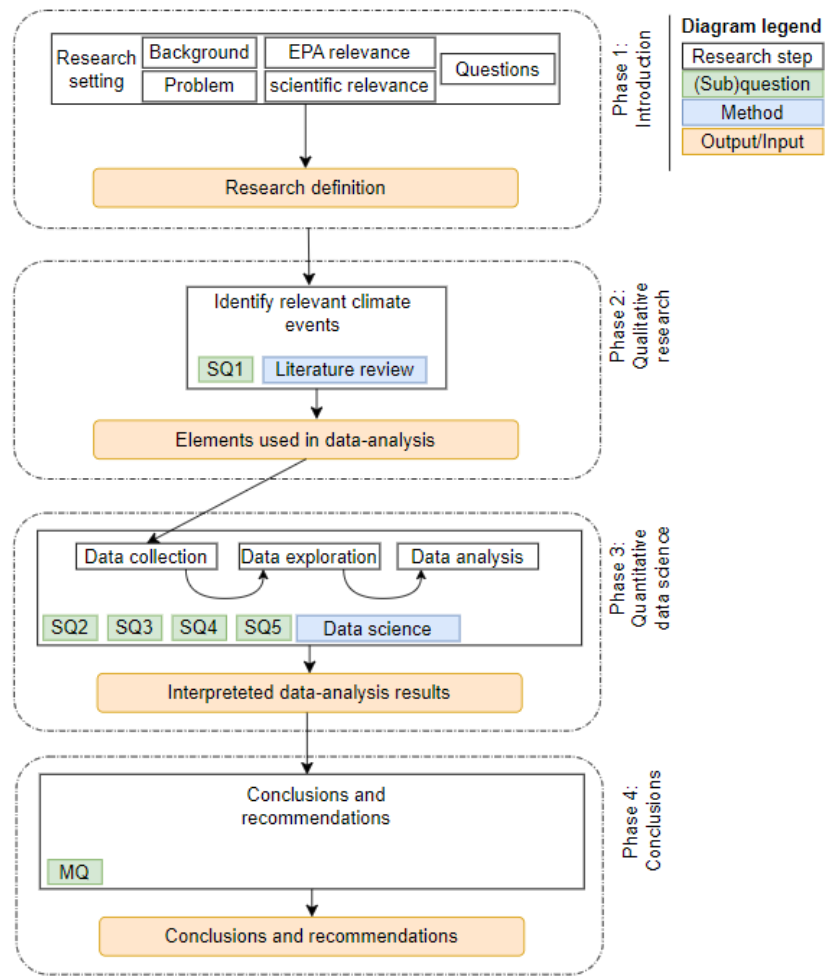 Research
setting
Background
Problem
EPA relevance
scientific relevance
Questions
Research definition
Phase 1:
Introduction
Diagram legend
Research step
(Sub)question
Method
Output/Input
Identify relevant climate
events
SQ1
Literature review
Elements used in data-analysis
Phase 2:
Qualitative
research
Data collection
Data exploration
Data analysis
SQ2
SQ3
SQ4
SQ5
Data science
Interpreteted data-analysis results
Phase 3:
Quantitative
data science
Conclusions and
recommendations
MQ
Conclusions and recommendations
Phase 4:
Conclusions